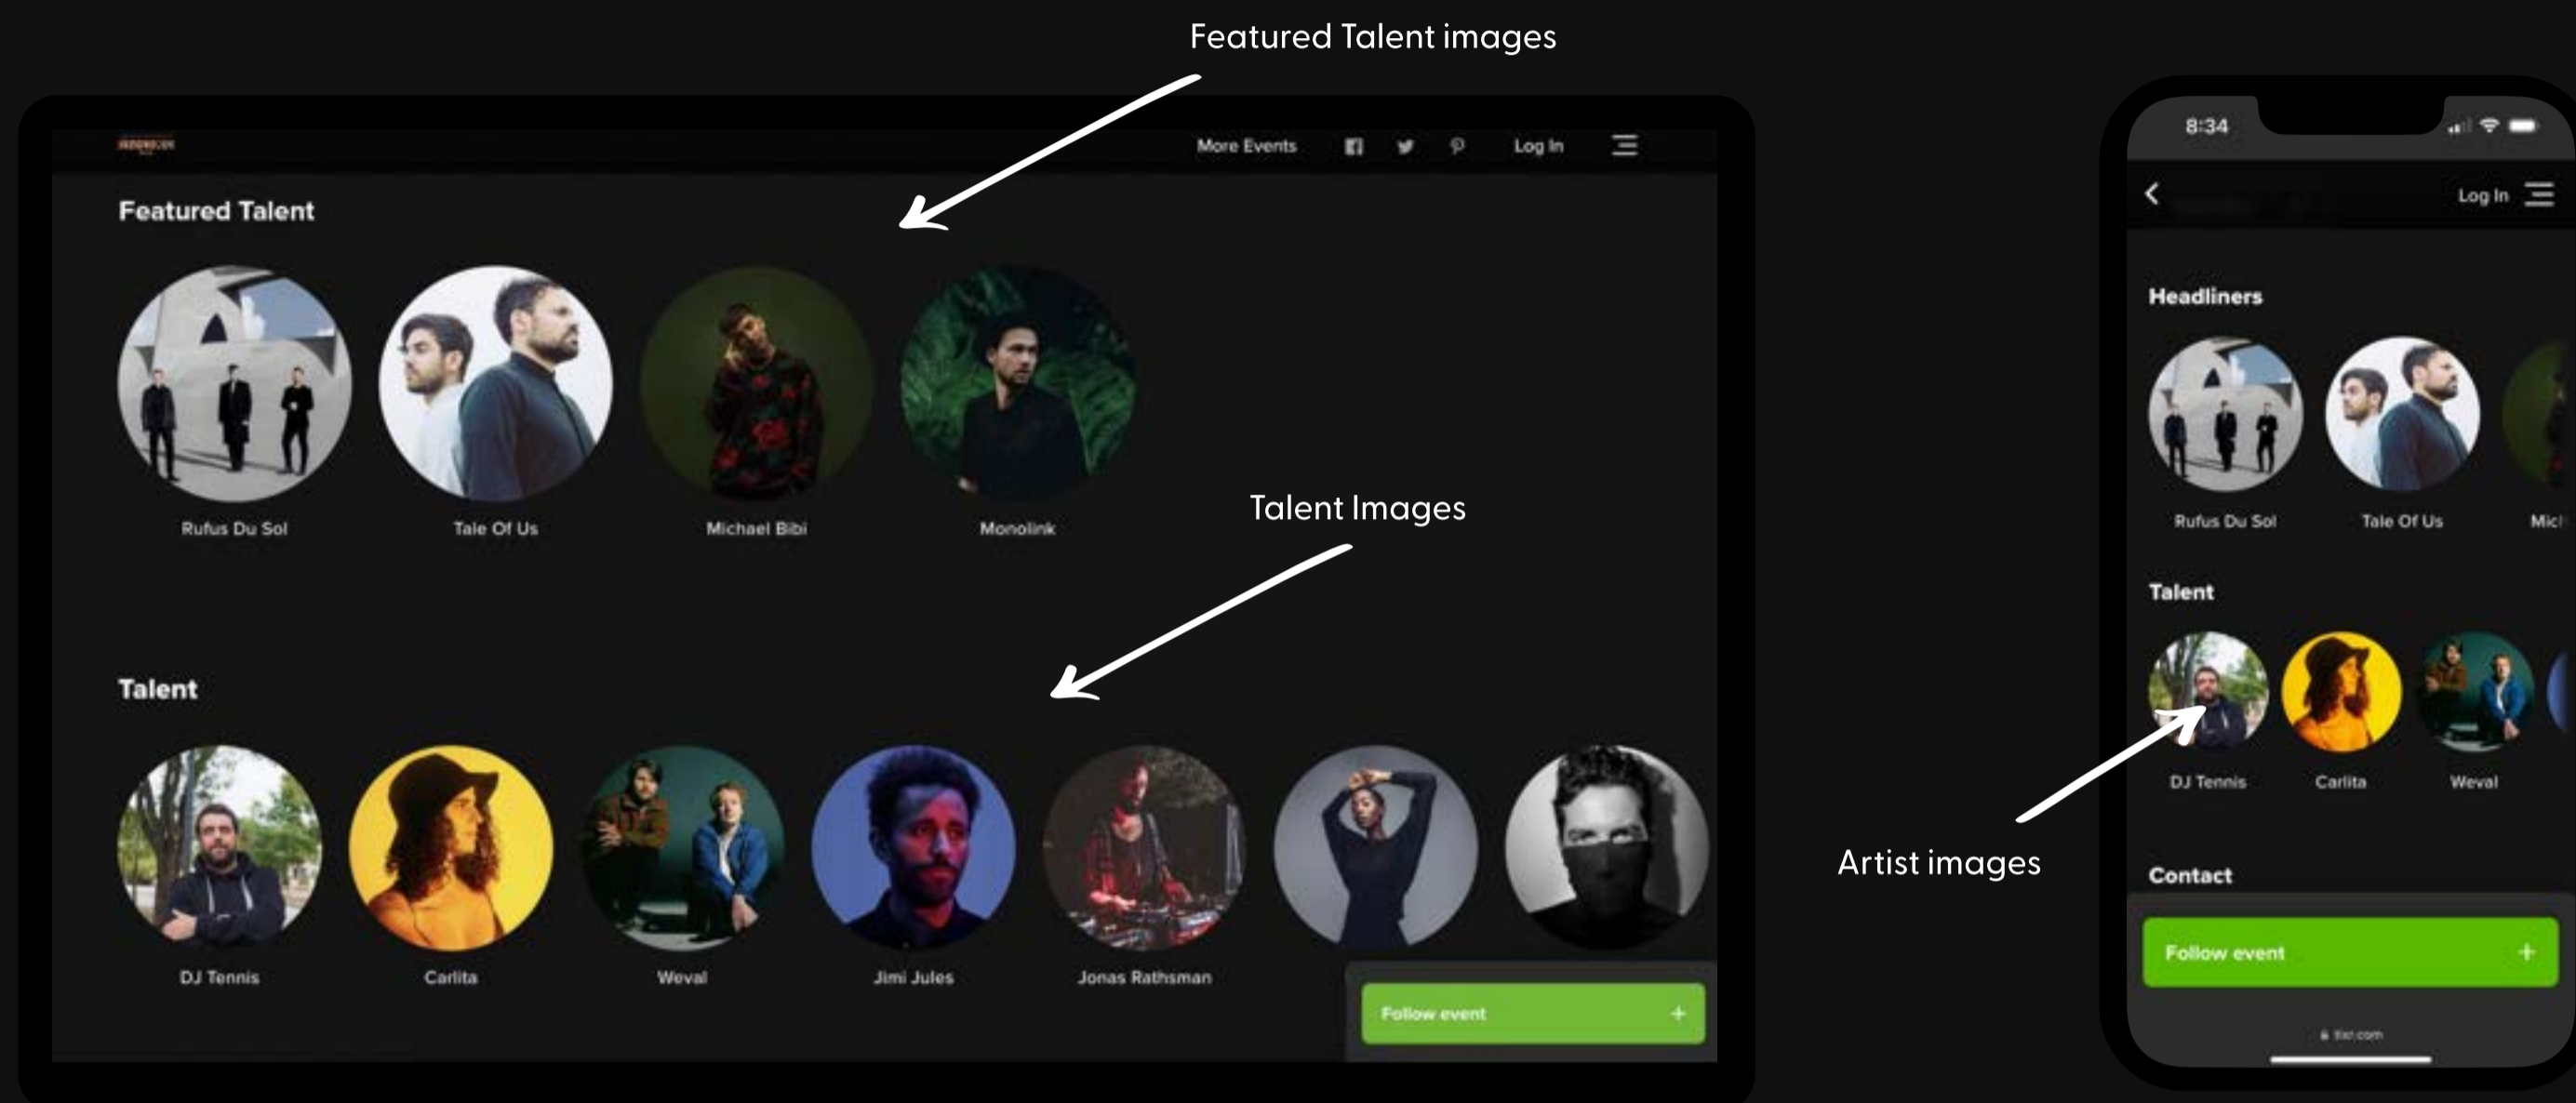 Featured Talent images
More Events
Log In
Featured Talent
Rufus Du Sol
Tale Of Us
Michael Bibi
Monolink
Talent Images
Talent
DJ Tennis
Carlita
Weval
Jimi Jules
Jonas Rathsman
Follow event +
8:34
Log In
Headliners
Rufus Du Sol
Tale Of Us
Talent
DJ Tennis
Carlita
Weval
Artist images
Contact
Follow event +